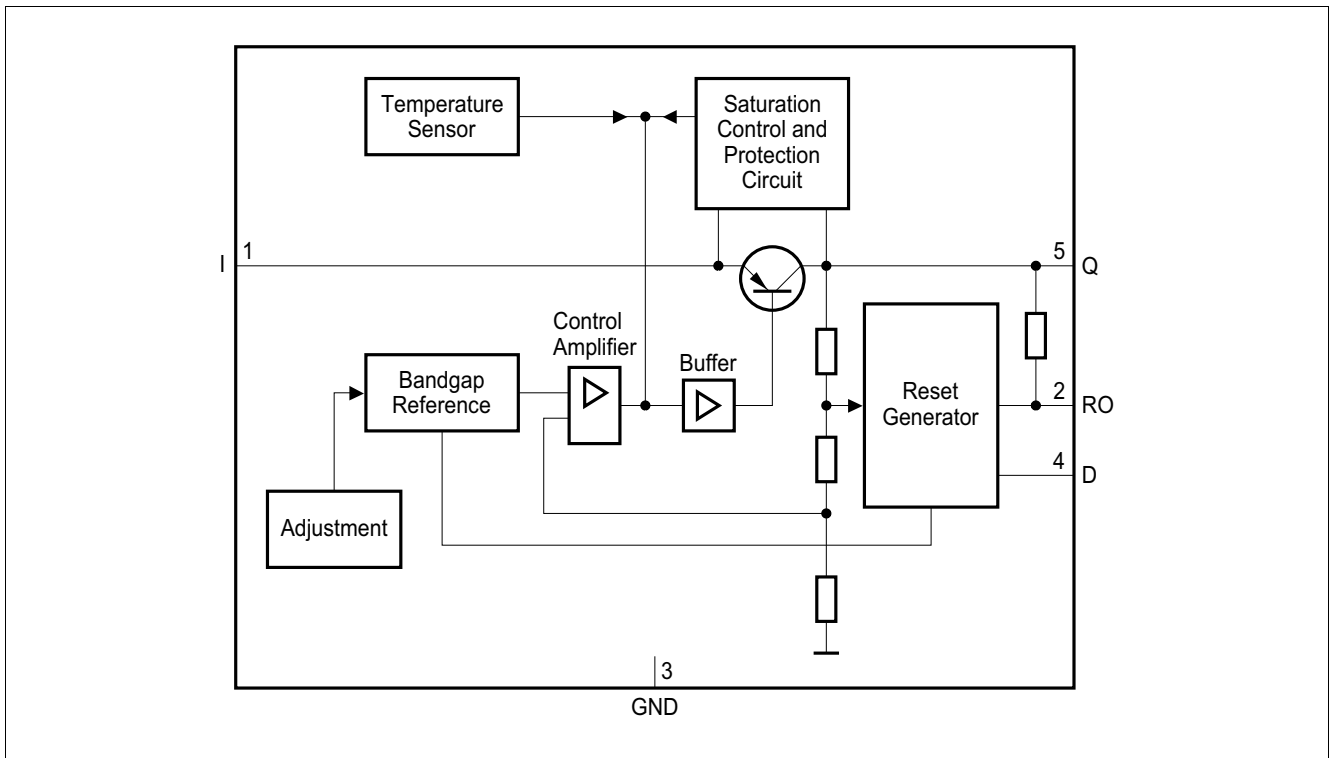 Temperature
Sensor
Saturation
Control and
Protection
Circuit
I
1
5
Q
Control
Amplifier
Buffer
Bandgap
Reference
Reset
Generator
2
RO
4
D
Adjustment
3
GND